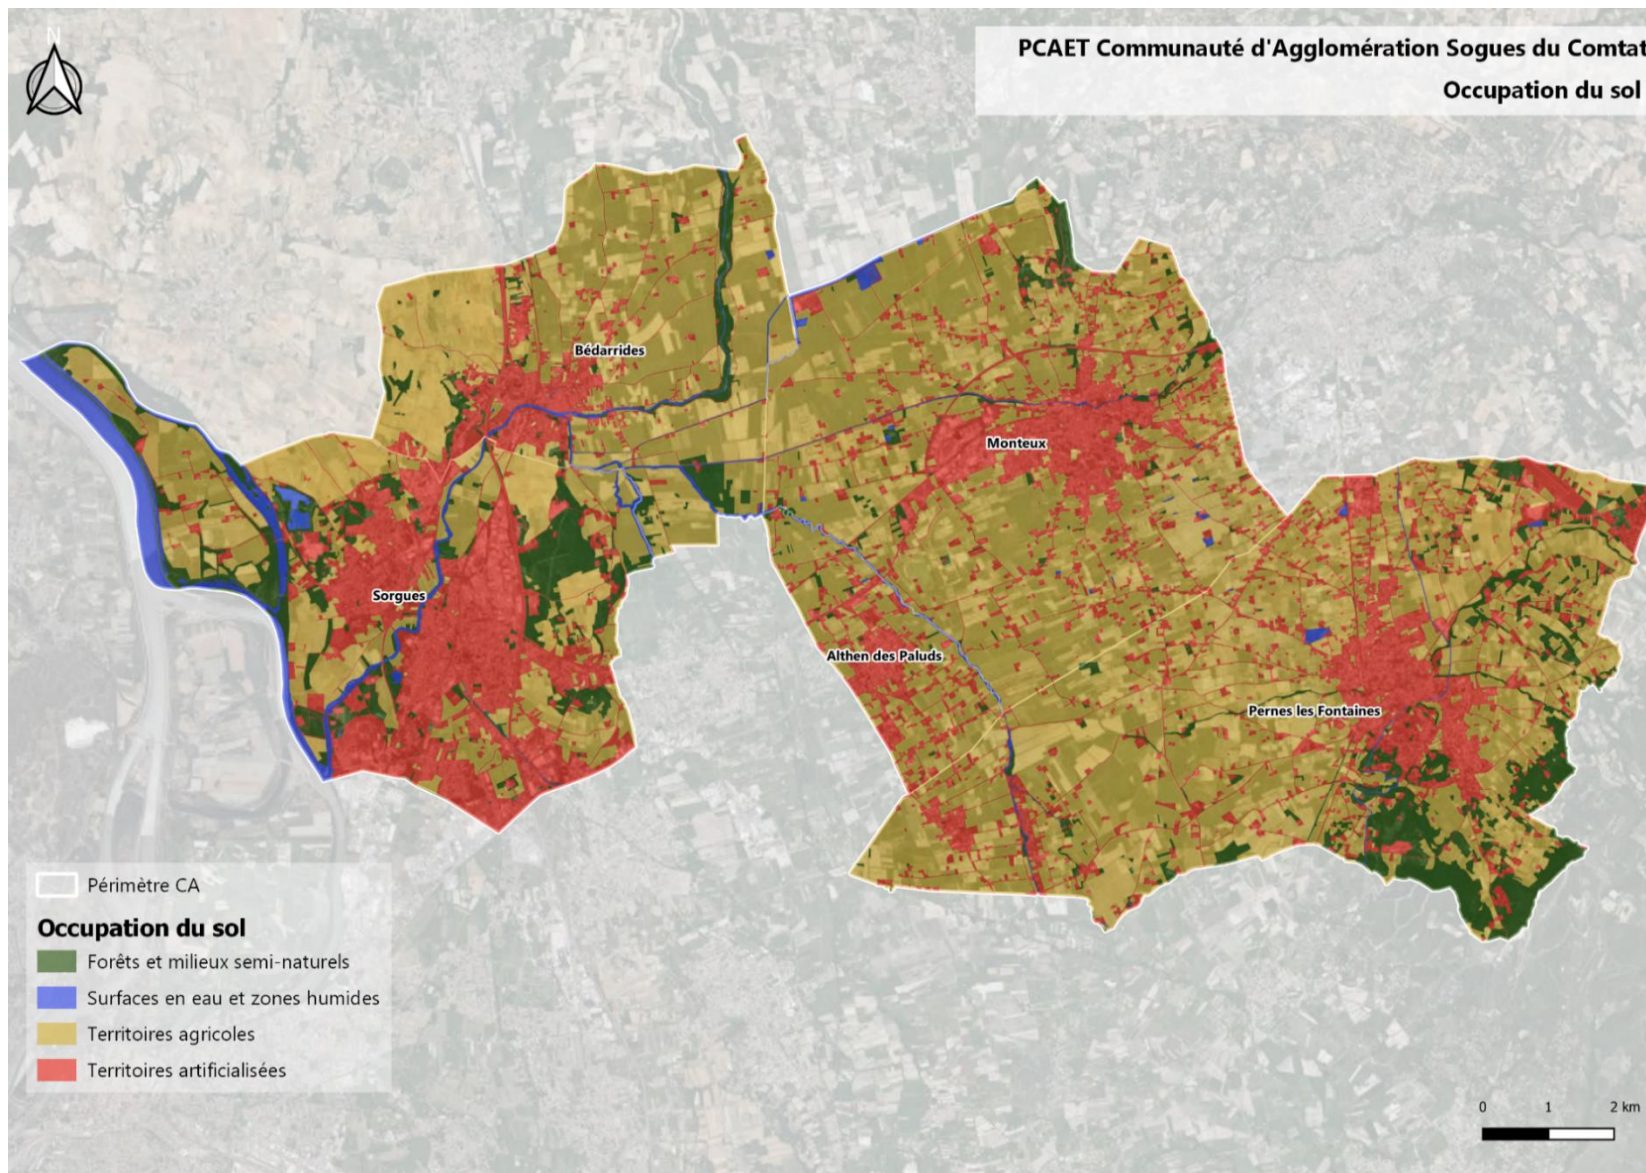 N
PCAET Communauté d'Agglomération Sogues du Comtat
Occupation du sol
Bédarrides
Monteux
Sorgues
Althen des Paluds
Pernes les Fontaines
Périmètre CA
Occupation du sol
Forêts et milieux semi-naturels
Surfaces en eau et zones humides
Territoires agricoles
Territoires artificialisées
0 1 2 km